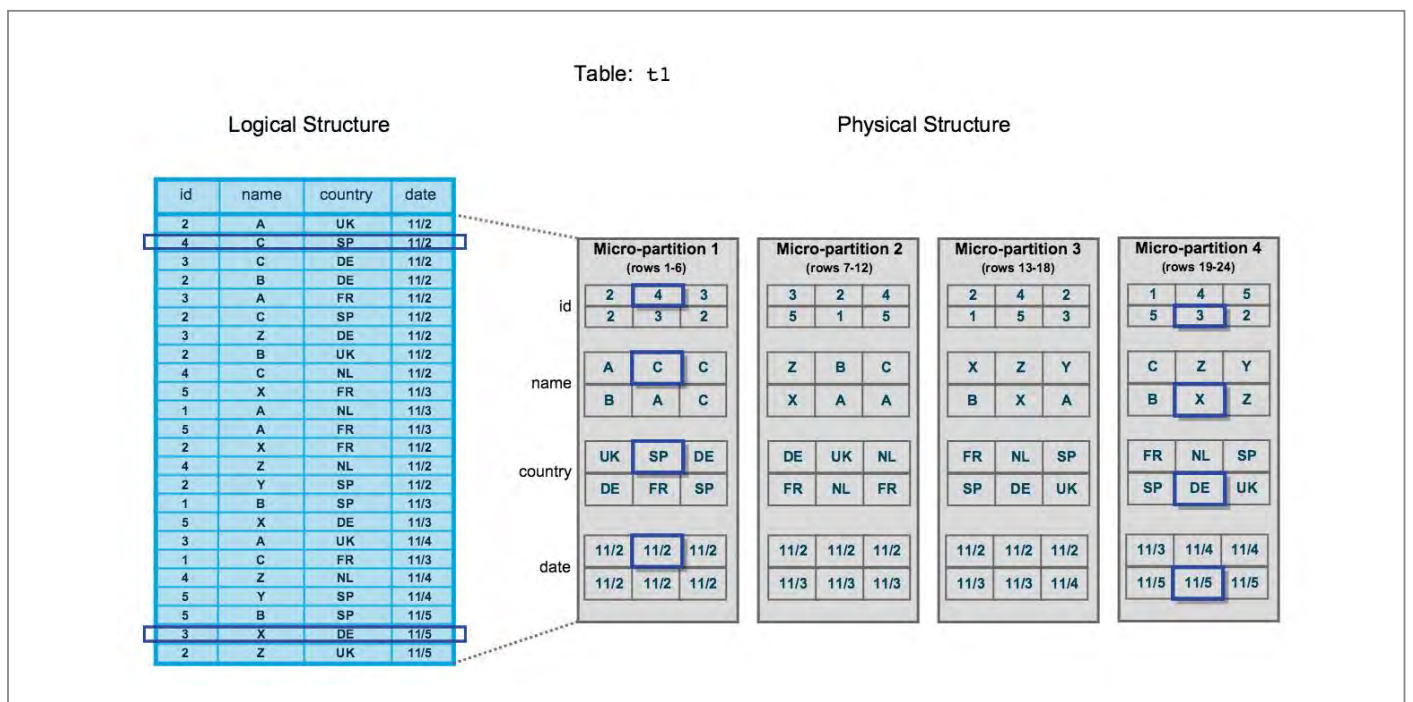 Table: t1
Logical Structure
Physical Structure
id name country date
2 A UK 11/2
4 C SP 11/2
3 C DE 11/2
2 B DE 11/2
3 A FR 11/2
2 C SP 11/2
3 Z DE 11/2
2 B UK 11/2
4 C NL 11/2
5 X FR 11/3
1 A NL 11/3
5 A FR 11/3
2 X FR 11/2
4 Z NL 11/2
2 Y SP 11/2
1 B SP 11/3
5 X DE 11/3
3 A UK 11/4
1 C FR 11/3
4 Z NL 11/4
5 Y SP 11/4
5 B SP 11/5
3 X DE 11/5
2 Z UK 11/5
id
name
country
date
Micro-partition 1
(rows 1-6)
2 4 3
2 3 2
A C C
B A C
UK SP DE
DE FR SP
11/2 11/2 11/2
11/2 11/2 11/2
Micro-partition 2
(rows 7-12)
3 2 4
5 1 5
Z B C
X A A
DE UK NL
FR NL FR
11/2 11/2 11/2
11/3 11/3 11/3
Micro-partition 3
(rows 13-18)
2 4 2
1 5 3
X Z Y
B X A
FR NL SP
SP DE UK
11/2 11/2 11/2
11/3 11/3 11/4
Micro-partition 4
(rows 19-24)
1 4 5
5 3 2
C Z Y
B X Z
FR NL SP
SP DE UK
11/3 11/4 11/4
11/5 11/5 11/5